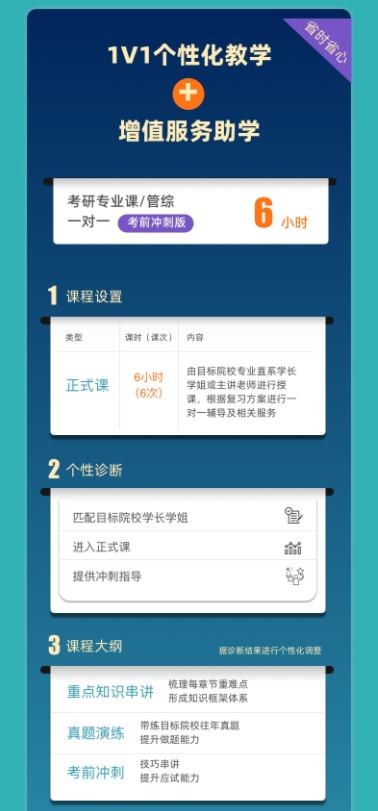 省时省心
1V1个性化教学
+
增值服务助学
考研专业课/管综
一对一 考前冲刺版
6 小时
1 课程设置
类型 课时（课次） 内容
正式课
6小时
（6次）
由目标院校专业直系学长
学姐或主讲老师进行授
课，根据复习方案进行一
对一辅导及相关服务
2 个性诊断
匹配目标院校学长学姐
进入正式课
提供冲刺指导
3 课程大纲 据诊断结果进行个性化调整
重点知识串讲
梳理每章节重难点
形成知识框架体系
真题演练
带练目标院校往年真题
提升做题能力
考前冲刺
技巧串讲
提升应试能力